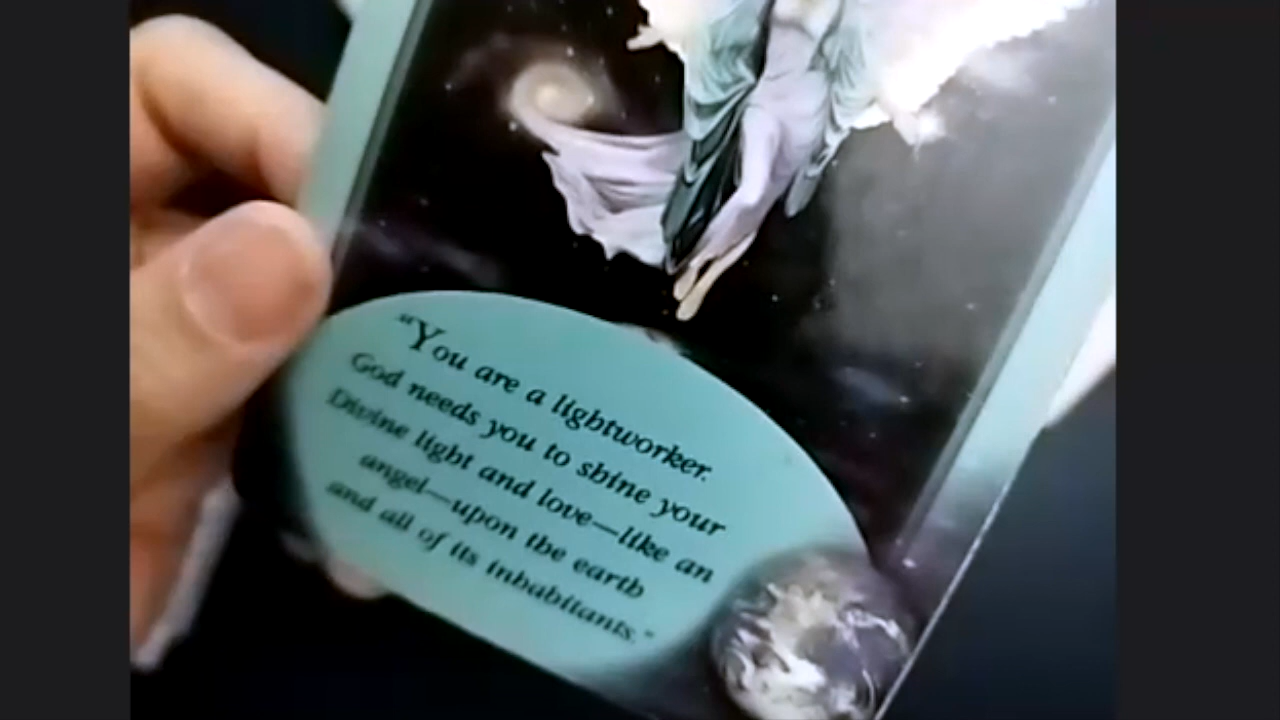 "You are a lightworker.
God needs you to shine your
Divine light and love—like an
angel—upon the earth
and all of its inhabitants."